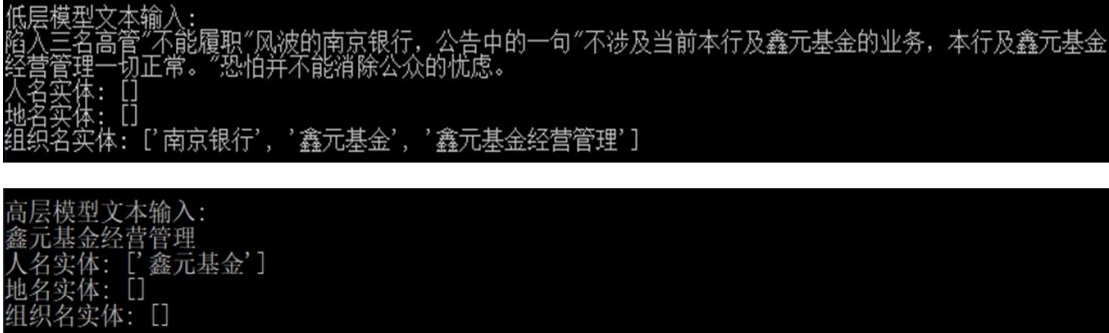 低层模型文本输入:
陷入三名高管"不能履职"风波的南京银行，公告中的一句"不涉及当前本行及鑫元基金的业务，本行及鑫元基金
经营管理一切正常。"恐怕并不能消除公众的忧虑。
人名实体: []
地名实体: []
组织名实体: ['南京银行', '鑫元基金', '鑫元基金经营管理']
高层模型文本输入:
鑫元基金经营管理
人名实体: ['鑫元基金']
地名实体: []
组织名实体: []